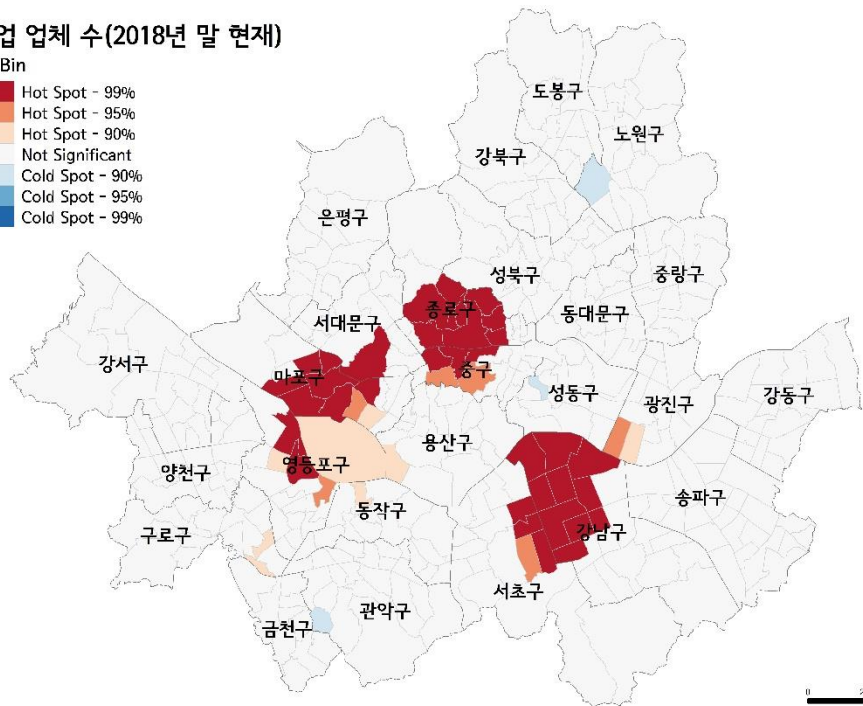 업 업체 수(2018년 말 현재)
Bin
Hot Spot - 99%
Hot Spot - 95%
Hot Spot - 90%
Not Significant
Cold Spot - 90%
Cold Spot - 95%
Cold Spot - 99%
도봉구
노원구
강북구
은평구
성북구
중랑구
종로구
서대문구
동대문구
강서구
마포구
중구
성동구
광진구
강동구
용산구
영등포구
양천구
송파구
동작구
구로구
강남구
서초구
관악구
금천구
0